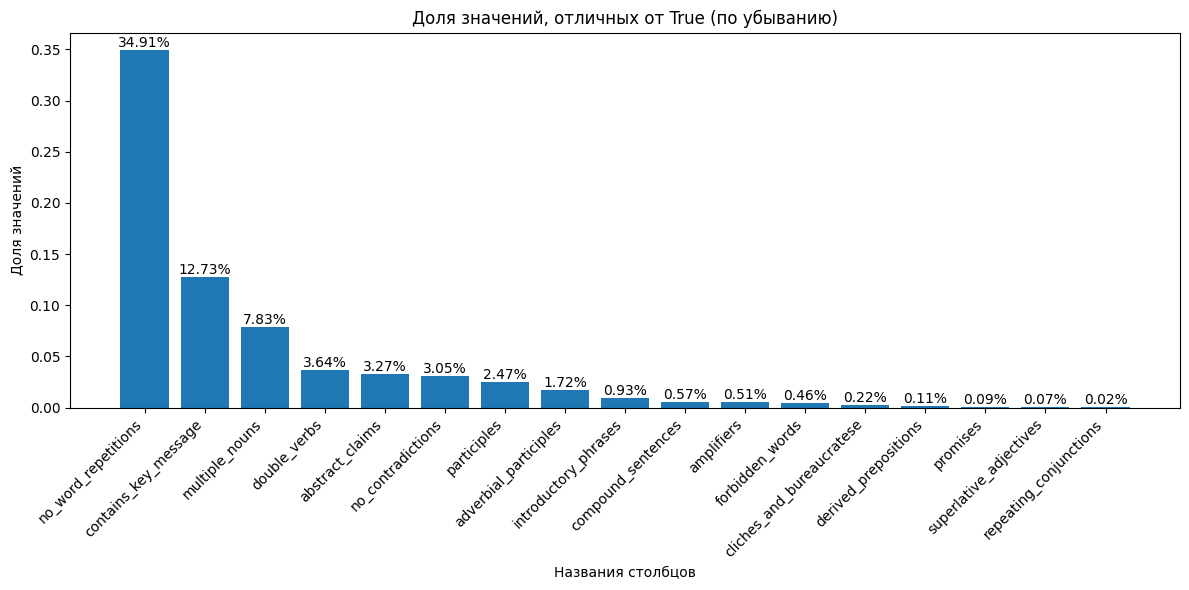 Доля значений, отличных от True (по убыванию)
Доля значений
0.35
0.30
0.25
0.20
0.15
0.10
0.05
0.00
34.91%
12.73%
7.83%
3.64%
3.27%
3.05%
2.47%
1.72%
0.93%
0.57%
0.51%
0.46%
0.22%
0.11%
0.09%
0.07%
0.02%
no_word_repetitions
contains_key_message
multiple_nouns
double_verbs
abstract_claims
no_contradictions
participles
adverbial_participles
introductory_phrases
compound_sentences
amplifiers
forbidden_words
cliches_and_bureaucratese
derived_prepositions
promises
superlative_adjectives
repeating_conjunctions
Названия столбцов